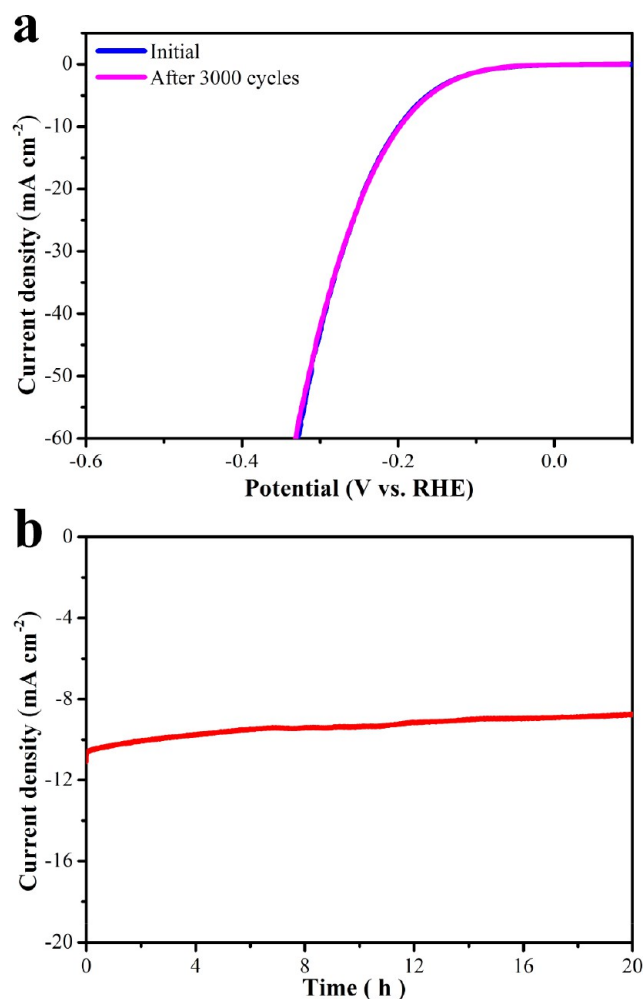 a
Initial
After 3000 cycles
0
-10
-20
-30
-40
-50
-60
Current density (mA cm-2)
-0.6 -0.4 -0.2 0.0
Potential (V vs. RHE)
b
0
-4
-8
-12
-16
-20
Current density (mA cm-2)
0 4 8 12 16 20
Time ( h )